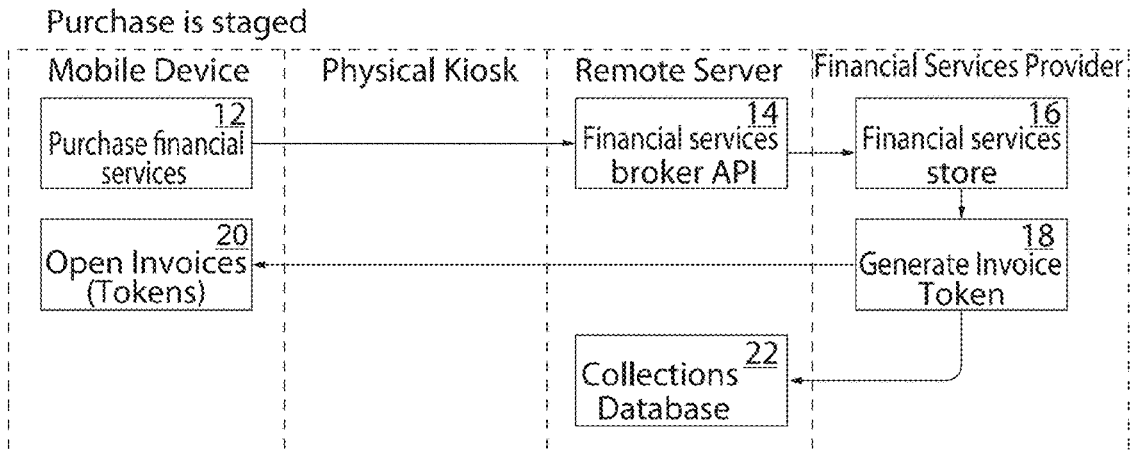 Purchase is staged
Mobile Device
Physical Kiosk
Remote Server
Financial Services Provider
12
Purchase financial
services
14
Financial services
broker API
16
Financial services
store
20
Open Invoices
(Tokens)
18
Generate Invoice
Token
22
Collections
Database